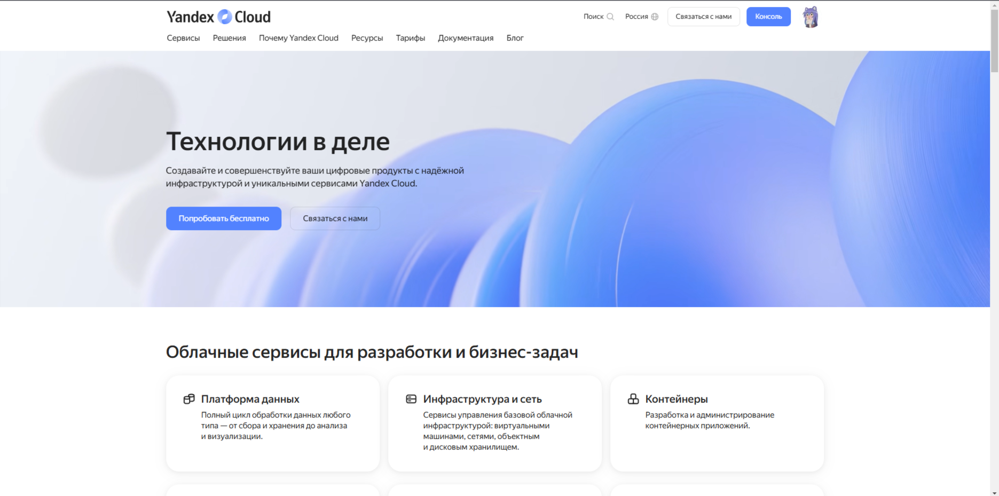 Yandex Cloud
Поиск
Россия
Связаться с нами
Консоль
Сервисы
Решения
Почему Yandex Cloud
Ресурсы
Тарифы
Документация
Блог
Технологии в деле
Создавайте и совершенствуйте ваши цифровые продукты с надёжной
инфраструктурой и уникальными сервисами Yandex Cloud.
Попробовать бесплатно
Связаться с нами
Облачные сервисы для разработки и бизнес-задач
Платформа данных
Полный цикл обработки данных любого
типа — от сбора и хранения до анализа
и визуализации.
Инфраструктура и сеть
Сервисы управления базовой облачной
инфраструктурой: виртуальными
машинами, сетями, объектным
и дисковым хранилищем.
Контейнеры
Разработка и администрирование
контейнерных приложений.